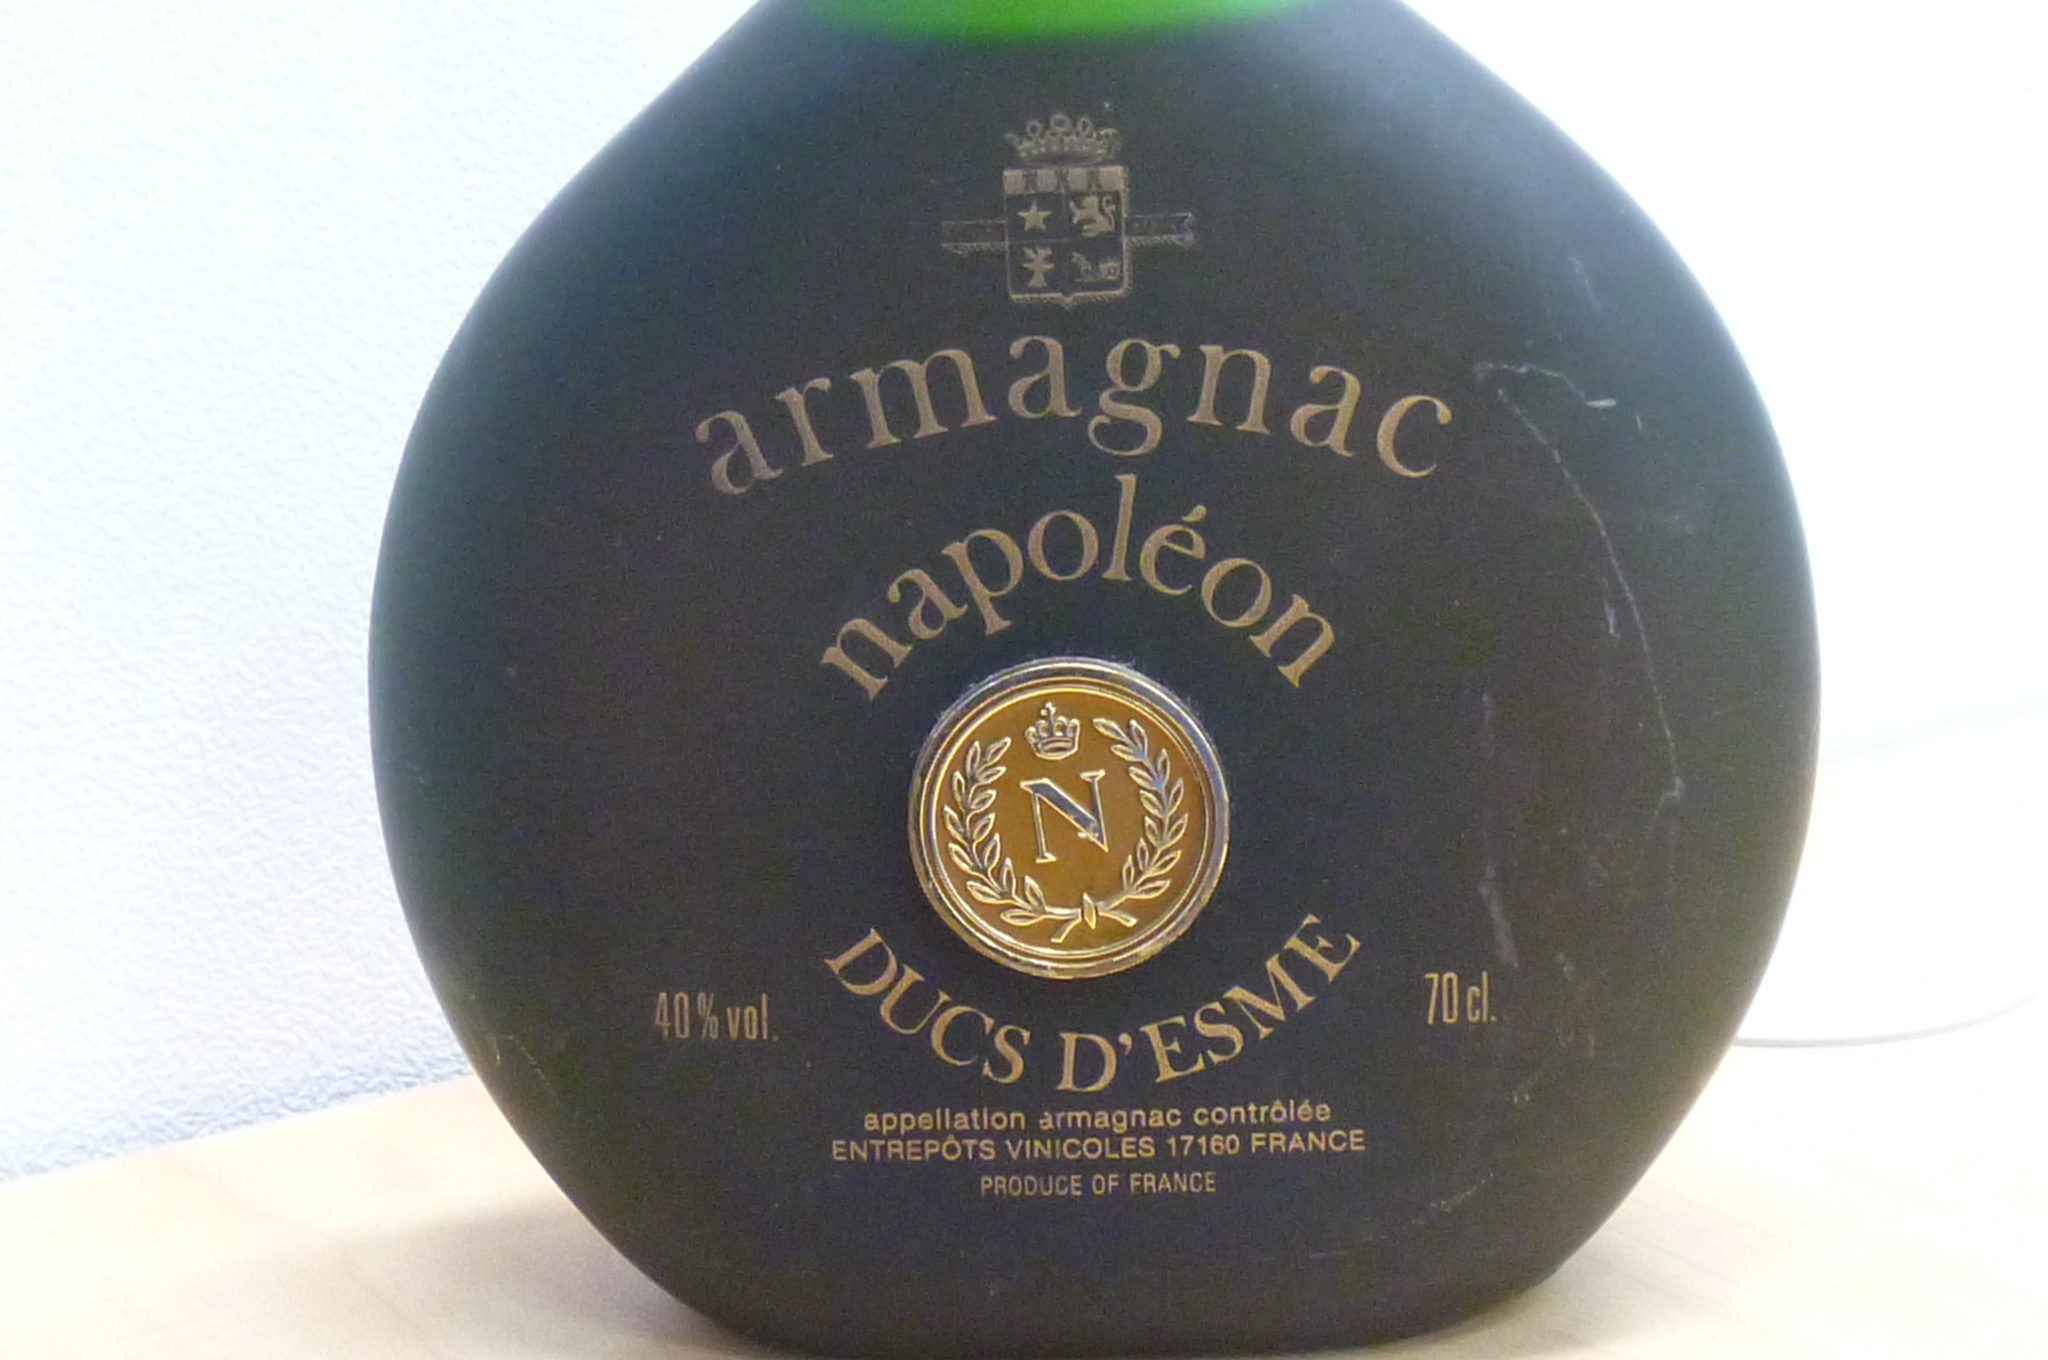 armagnac
napoléon
N
DUCS D'ESME
40% vol.
70 cl.
appellation armagnac contrôlée
ENTREPÔTS VINICOLES 17160 FRANCE
PRODUCE OF FRANCE